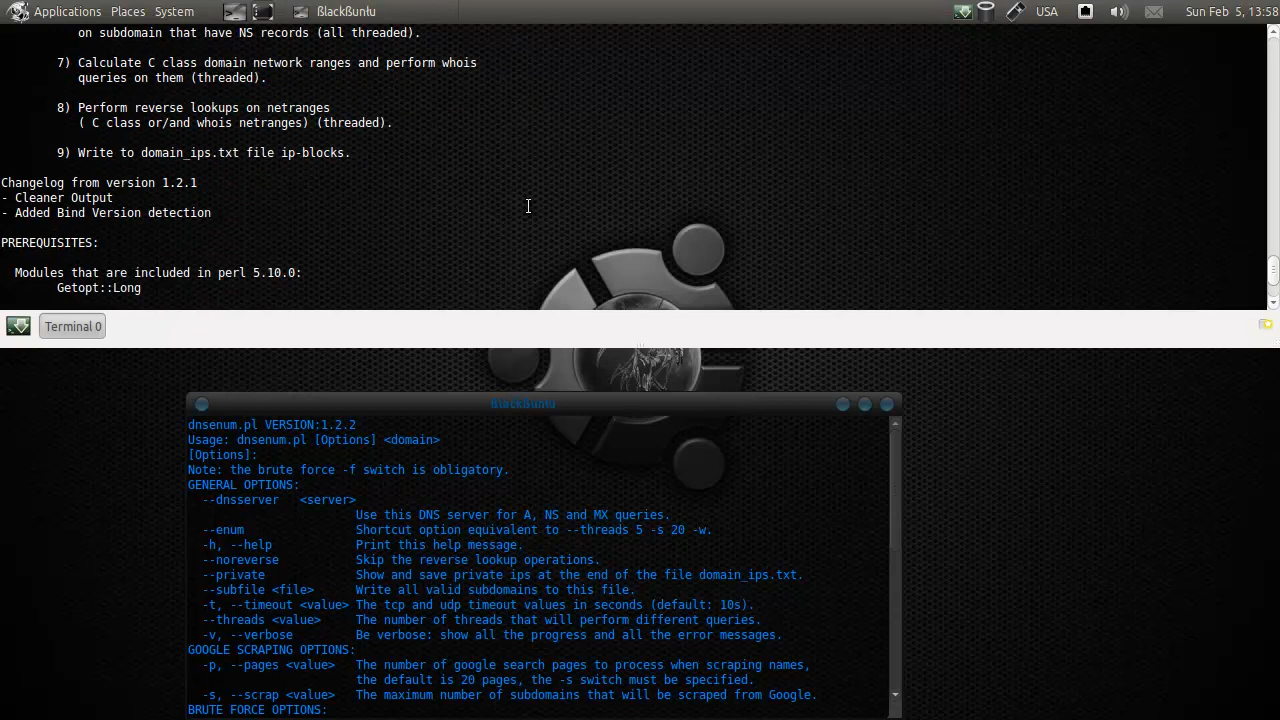 Applications Places System ßlackßunłu USA Sun Feb 5, 13:58
on subdomain that have NS records (all threaded).
7) Calculate C class domain network ranges and perform whois
queries on them (threaded).
8) Perform reverse lookups on netranges
( C class or/and whois netranges) (threaded).
9) Write to domain_ips.txt file ip-blocks.
Changelog from version 1.2.1
- Cleaner Output
- Added Bind Version detection
PREREQUISITES:
Modules that are included in perl 5.10.0:
Getopt::Long
Terminal 0
ßlackßunłu
dnsenum.pl VERSION:1.2.2
Usage: dnsenum.pl [Options] <domain>
[Options]:
Note: the brute force -f switch is obligatory.
GENERAL OPTIONS:
--dnsserver <server>
Use this DNS server for A, NS and MX queries.
--enum Shortcut option equivalent to --threads 5 -s 20 -w.
-h, --help Print this help message.
--noreverse Skip the reverse lookup operations.
--private Show and save private ips at the end of the file domain_ips.txt.
--subfile <file> Write all valid subdomains to this file.
-t, --timeout <value> The tcp and udp timeout values in seconds (default: 10s).
--threads <value> The number of threads that will perform different queries.
-v, --verbose Be verbose: show all the progress and all the error messages.
GOOGLE SCRAPING OPTIONS:
-p, --pages <value> The number of google search pages to process when scraping names,
the default is 20 pages, the -s switch must be specified.
-s, --scrap <value> The maximum number of subdomains that will be scraped from Google.
BRUTE FORCE OPTIONS: